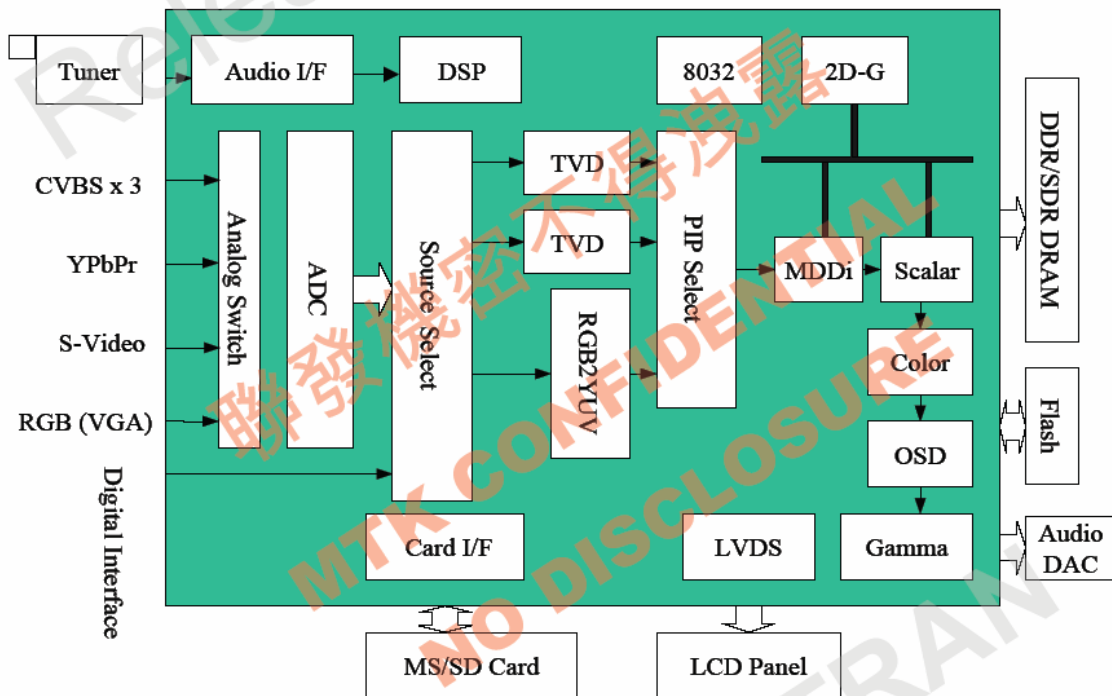 Tuner
Audio I/F
DSP
8032
2D-G
DDR/SDR DRAM
CVBS x 3
YPbPr
S-Video
RGB (VGA)
Digital Interface
Analog Switch
ADC
Source Select
TVD
TVD
RGB2YUV
PIP Select
MDDi
Scalar
Color
OSD
Gamma
Flash
Audio
DAC
Card I/F
LVDS
MS/SD Card
LCD Panel
聯發機密不得洩露
MTK CONFIDENTIAL
NO DISCLOSURE